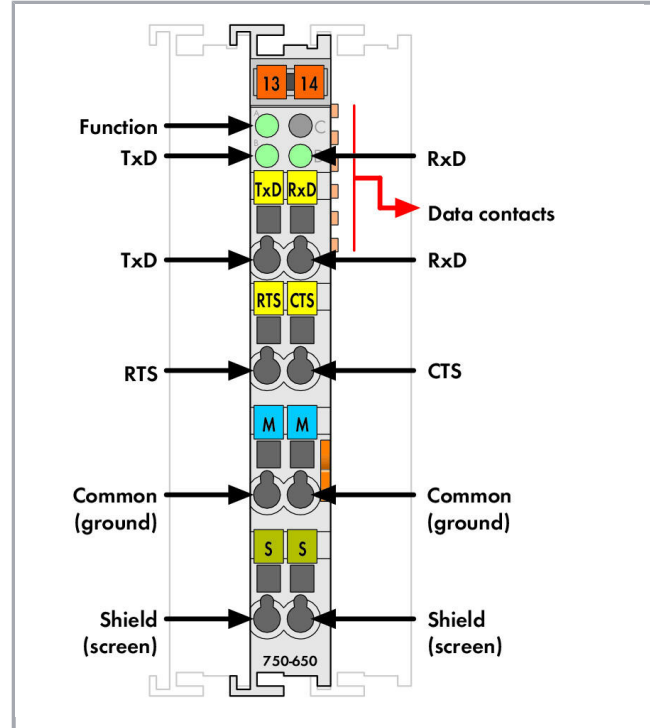 13 14
A
C
Function
B
D
TxD
RxD
TxD RxD
Data contacts
TxD
RxD
RTS CTS
RTS
CTS
M M
Common
(ground)
Common
(ground)
S S
Shield
(screen)
Shield
(screen)
750-650